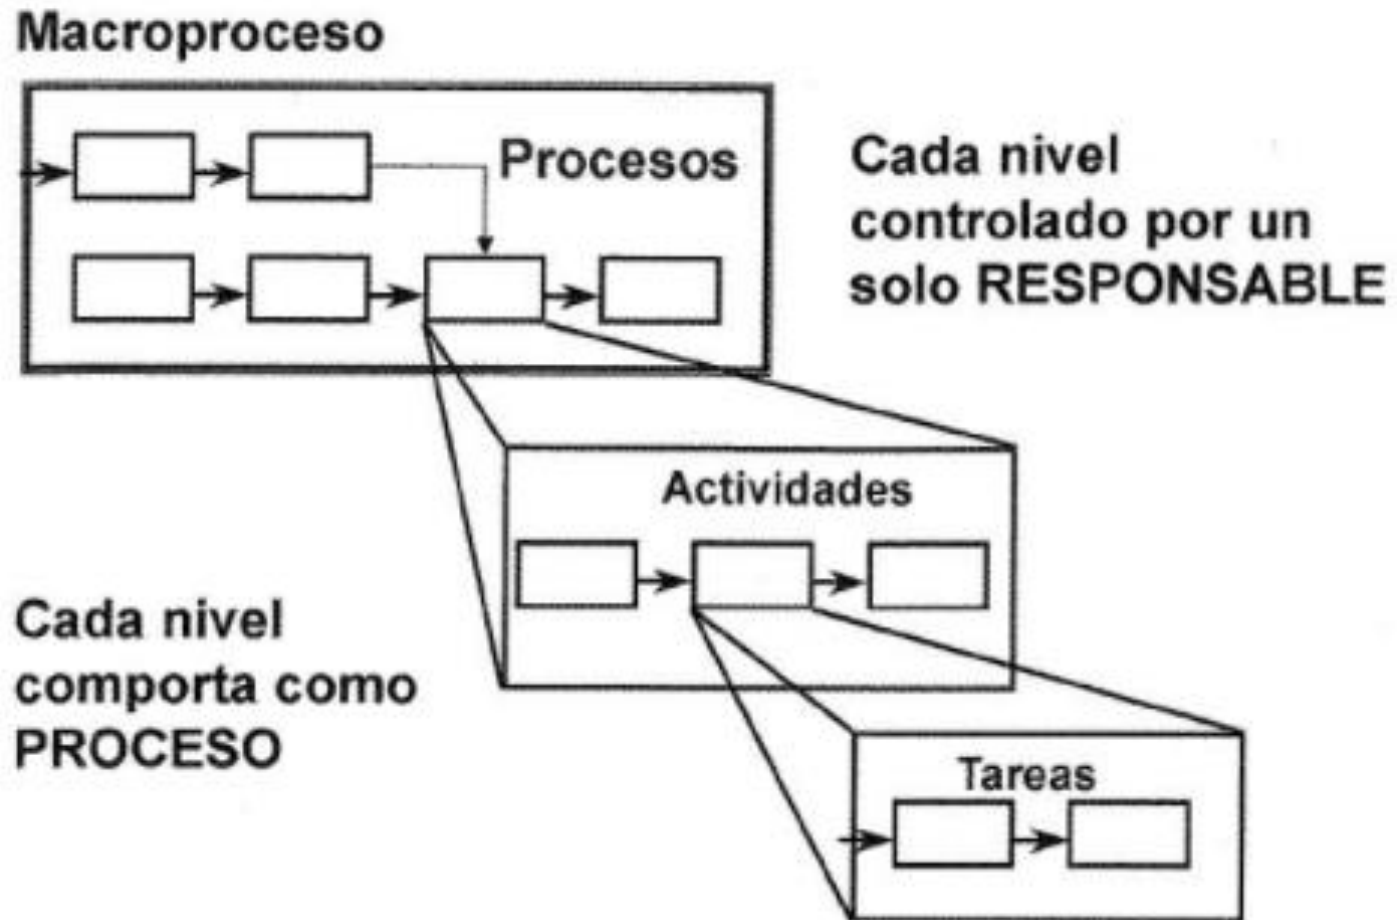 Macroproceso
Procesos
Cada nivel
controlado por un
solo RESPONSABLE
Actividades
Cada nivel
comporta como
PROCESO
Tareas